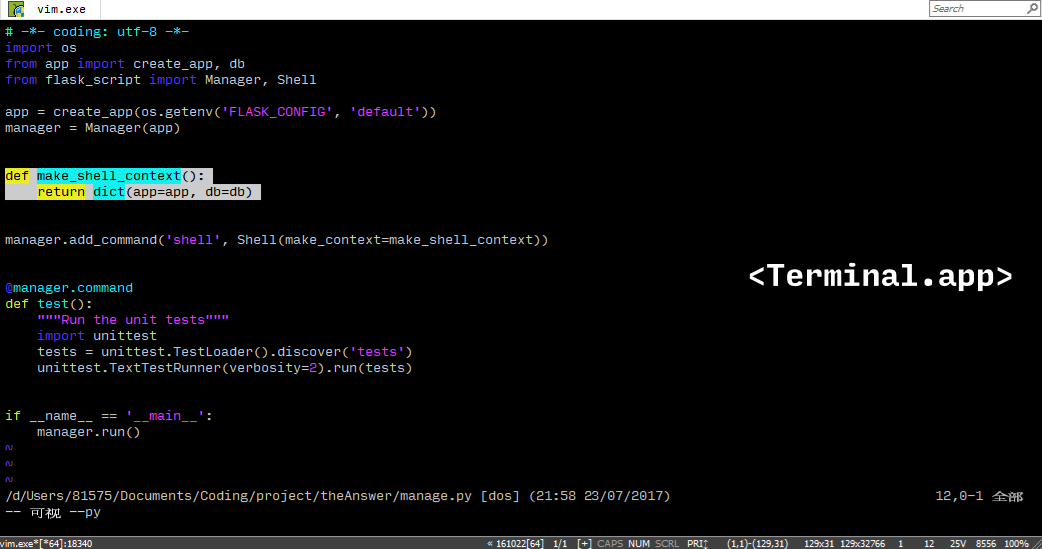 vim.exe
Search
# -*- coding: utf-8 -*-
import os
from app import create_app, db
from flask_script import Manager, Shell
app = create_app(os.getenv('FLASK_CONFIG', 'default'))
manager = Manager(app)
def make_shell_context():
    return dict(app=app, db=db)
manager.add_command('shell', Shell(make_context=make_shell_context))
<Terminal.app>
@manager.command
def test():
    """Run the unit tests"""
    import unittest
    tests = unittest.TestLoader().discover('tests')
    unittest.TextTestRunner(verbosity=2).run(tests)
if __name__ == '__main__':
    manager.run()
~
~
~
/d/Users/81575/Documents/Coding/project/theAnswer/manage.py [dos] (21:58 23/07/2017) 12,0-1 全部
-- 可视 --py
vim.exe*[*64]:18340 « 161022[64] 1/1 [+] CAPS NUM SCRL PRI↕ (1,1)-(129,31) 129x31 129x32766 1 12 25V 8556 100%